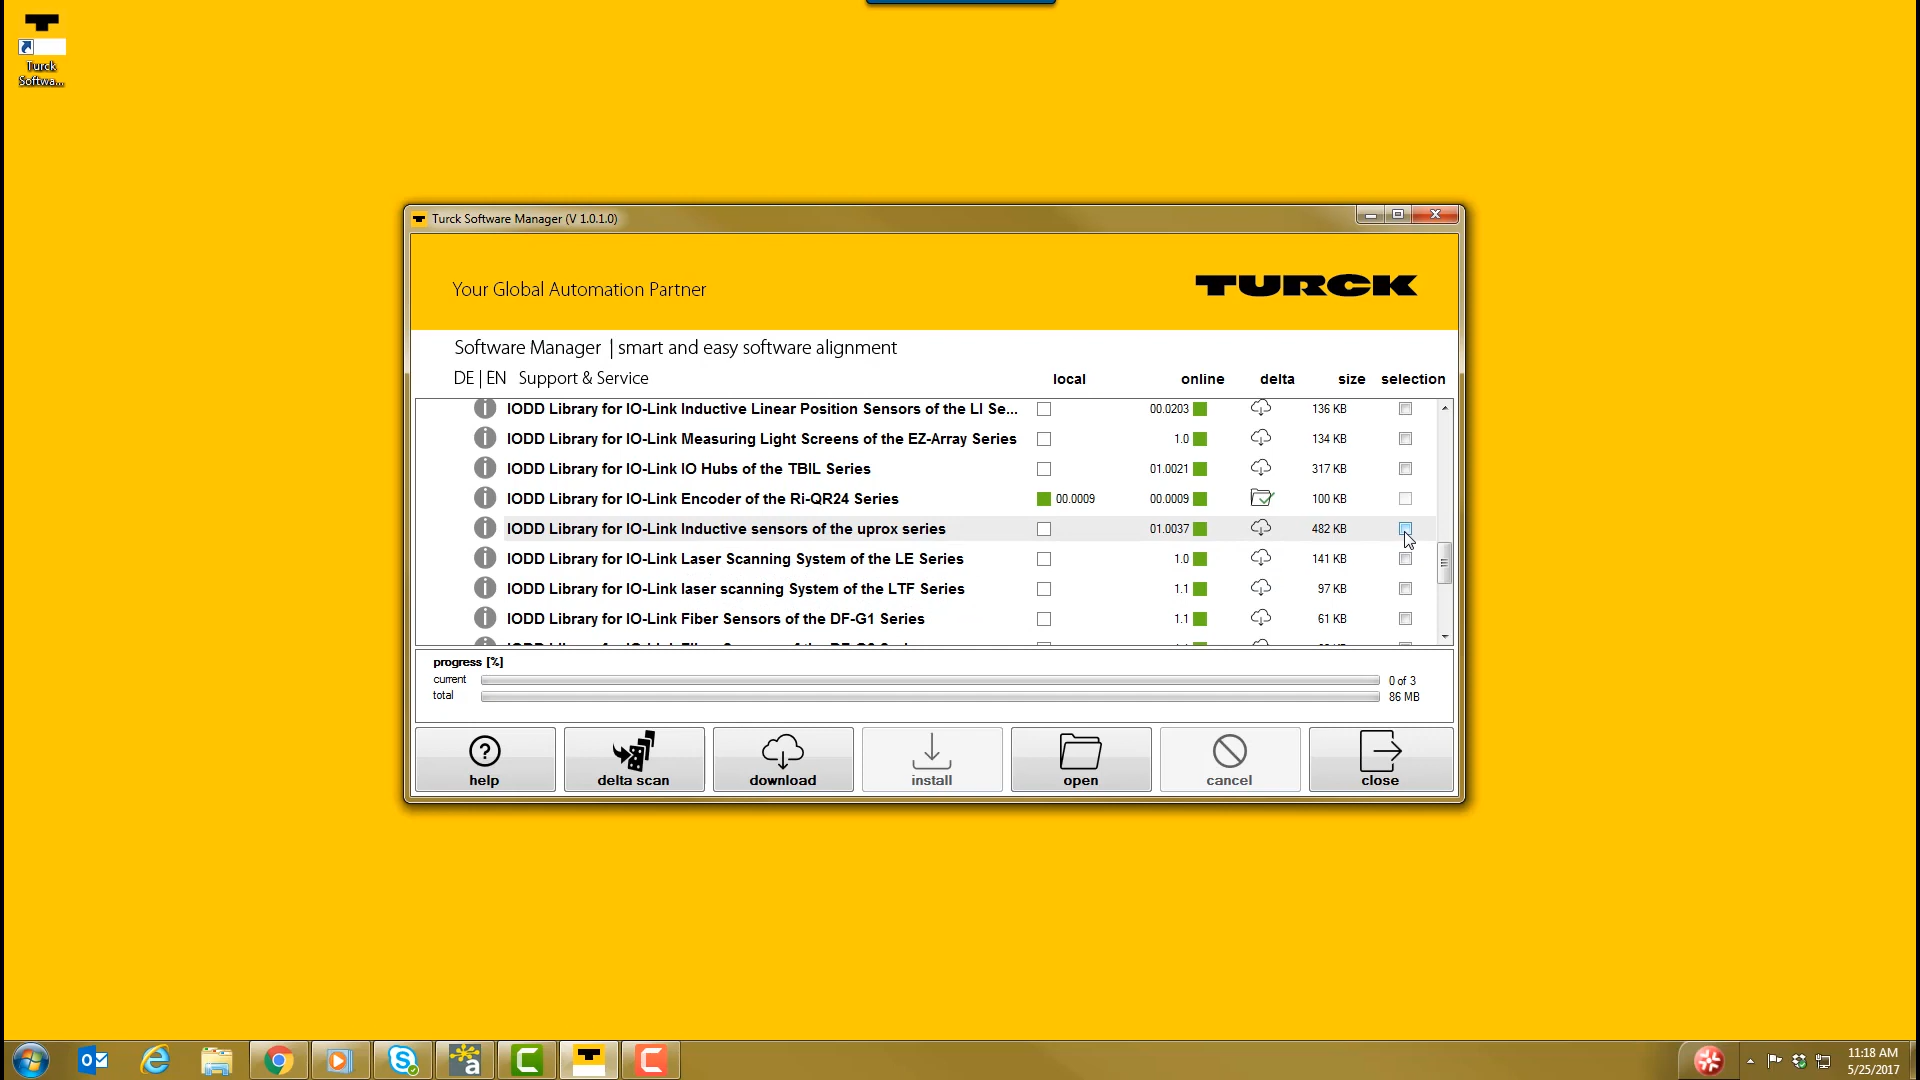 Turck
Softwa...
Turck Software Manager (V 1.0.1.0)
Your Global Automation Partner
TURCK
Software Manager | smart and easy software alignment
DE | EN Support & Service
local online delta size selection
IODD Library for IO-Link Inductive Linear Position Sensors of the LI Se... 00.0203 136 KB
IODD Library for IO-Link Measuring Light Screens of the EZ-Array Series 1.0 134 KB
IODD Library for IO-Link IO Hubs of the TBIL Series 01.0021 317 KB
IODD Library for IO-Link Encoder of the Ri-QR24 Series 00.0009 00.0009 100 KB
IODD Library for IO-Link Inductive sensors of the uprox series 01.0037 482 KB
IODD Library for IO-Link Laser Scanning System of the LE Series 1.0 141 KB
IODD Library for IO-Link laser scanning System of the LTF Series 1.1 97 KB
IODD Library for IO-Link Fiber Sensors of the DF-G1 Series 1.1 61 KB
progress [%]
current 0 of 3
total 86 MB
help delta scan download install open cancel close
11:18 AM
5/25/2017